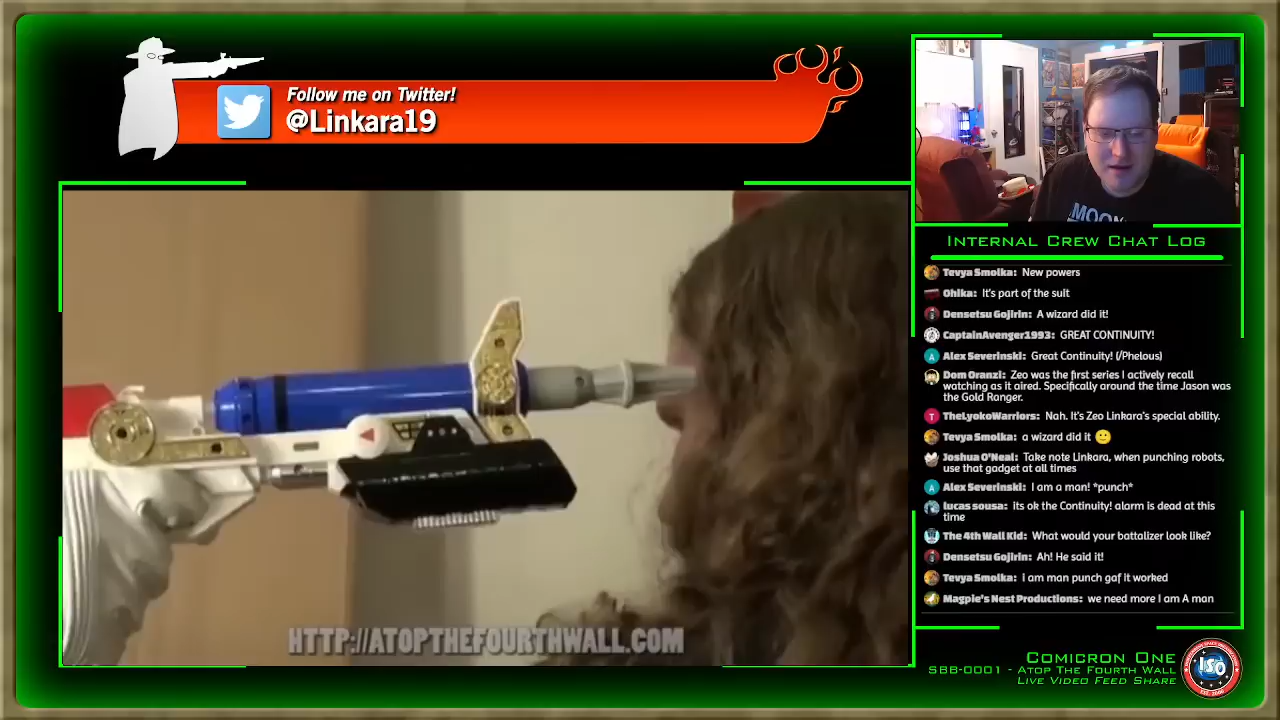 Follow me on Twitter!
@Linkara19
MOON
INTERNAL CREW CHAT LOG
Tevya Smolka: New powers
Ohika: It's part of the suit
Densetsu Gojirin: A wizard did it!
CaptainAvenger1993: GREAT CONTINUITY!
Alex Severinski: Great Continuity! (/Phelous)
Dom Oranzi: Zeo was the first series I actively recall
watching as it aired. Specifically around the time Jason was
the Gold Ranger.
TheLyokoWarriors: Nah. It's Zeo Linkara's special ability.
Tevya Smolka: a wizard did it
Joshua O'Neal: Take note Linkara, when punching robots,
use that gadget at all times
Alex Severinski: I am a man! *punch*
lucas sousa: its ok the Continuity! alarm is dead at this
time
The 4th Wall Kid: What would your battalizer look like?
Densetsu Gojirin: Ah! He said it!
Tevya Smolka: i am man punch gaf it worked
Magpie's Nest Productions: we need more I am A man
HTTP://ATOPTHEFOURTHWALL.COM
COMICRON ONE
SBB-0001 - ATOP THE FOURTH WALL
LIVE VIDEO FEED SHARE
ISO